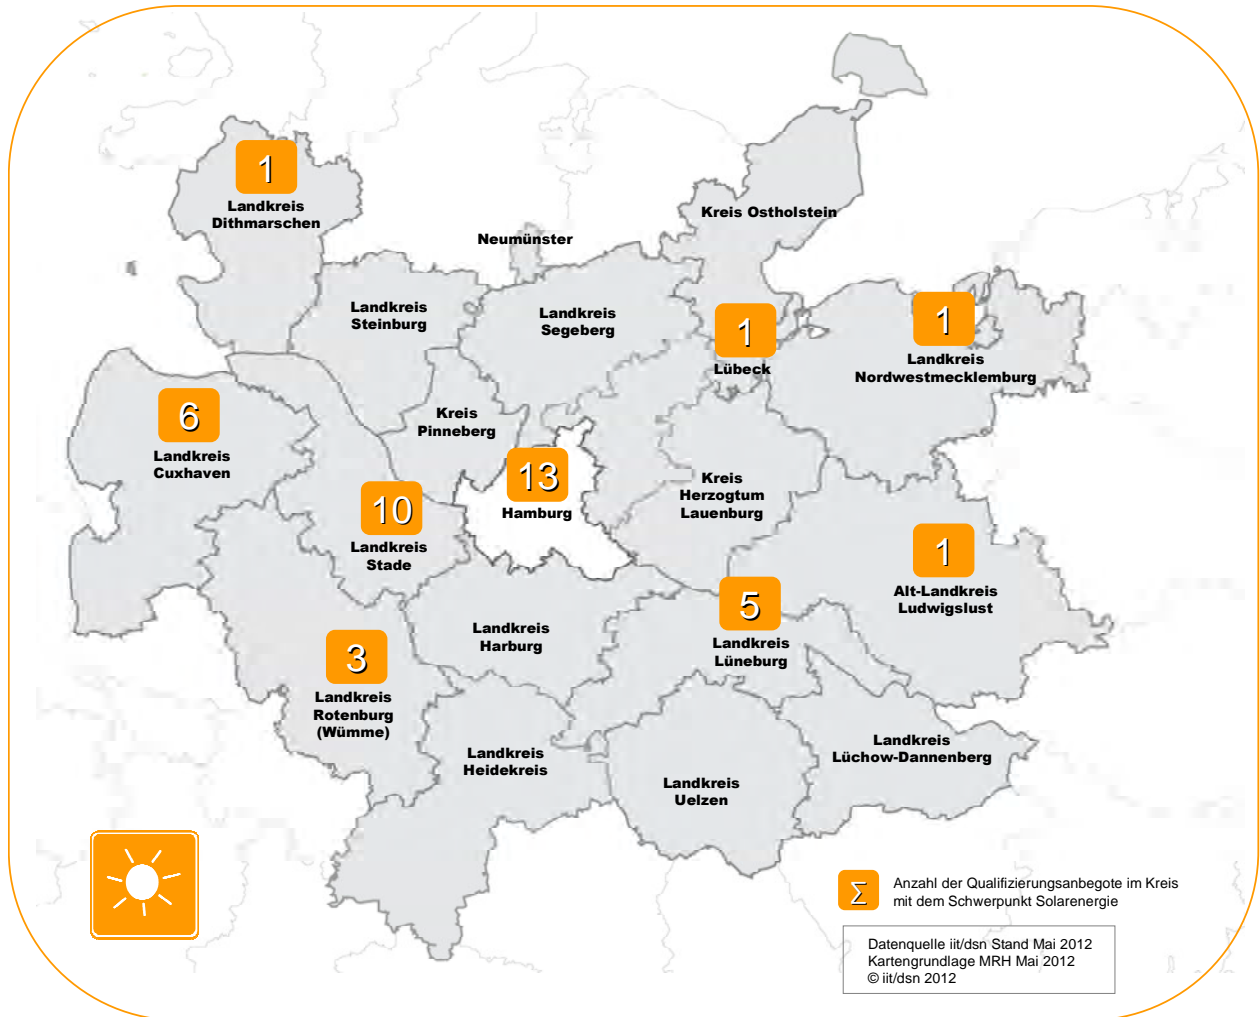 1
Landkreis
Dithmarschen
Kreis Ostholstein
Neumünster
Landkreis
Steinburg
Landkreis
Segeberg
1
Lübeck
1
Landkreis
Nordwestmecklemburg
6
Landkreis
Cuxhaven
Kreis
Pinneberg
13
Hamburg
Kreis
Herzogtum
Lauenburg
10
Landkreis
Stade
1
Alt-Landkreis
Ludwigslust
5
Landkreis
Lüneburg
Landkreis
Harburg
3
Landkreis
Rotenburg
(Wümme)
Landkreis
Heidekreis
Landkreis
Uelzen
Landkreis
Lüchow-Dannenberg
Σ
Anzahl der Qualifizierungsanbegote im Kreis
mit dem Schwerpunkt Solarenergie
Datenquelle iit/dsn Stand Mai 2012
Kartengrundlage MRH Mai 2012
© iit/dsn 2012